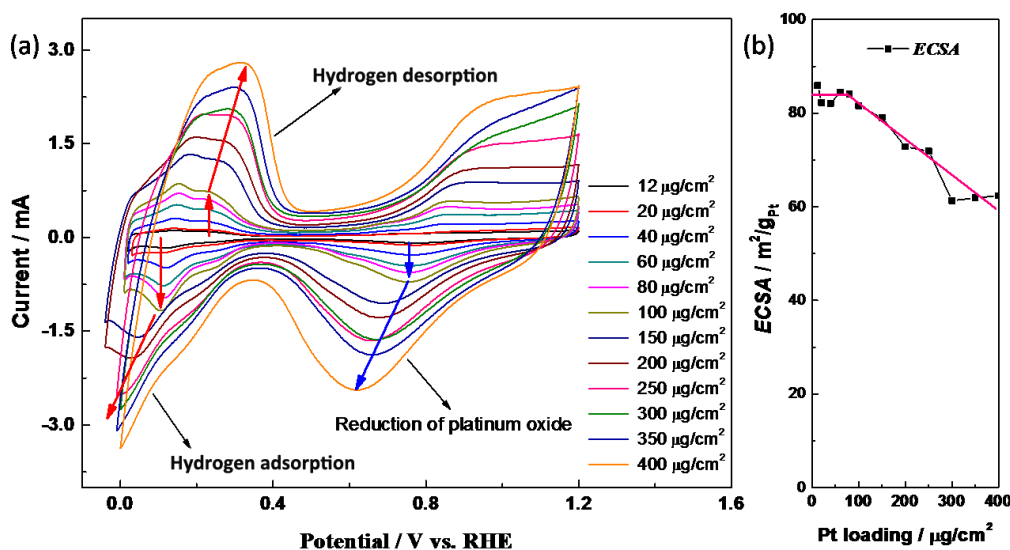 (a)
3.0
1.5
0.0
-1.5
-3.0
Current / mA
0.0
0.4
0.8
1.2
1.6
Potential / V vs. RHE
Hydrogen desorption
Hydrogen adsorption
Reduction of platinum oxide
12 μg/cm²
20 μg/cm²
40 μg/cm²
60 μg/cm²
80 μg/cm²
100 μg/cm²
150 μg/cm²
200 μg/cm²
250 μg/cm²
300 μg/cm²
350 μg/cm²
400 μg/cm²
(b)
100
80
60
40
20
0
ECSA / m²/g_Pt
ECSA
0
100
200
300
400
Pt loading / μg/cm²